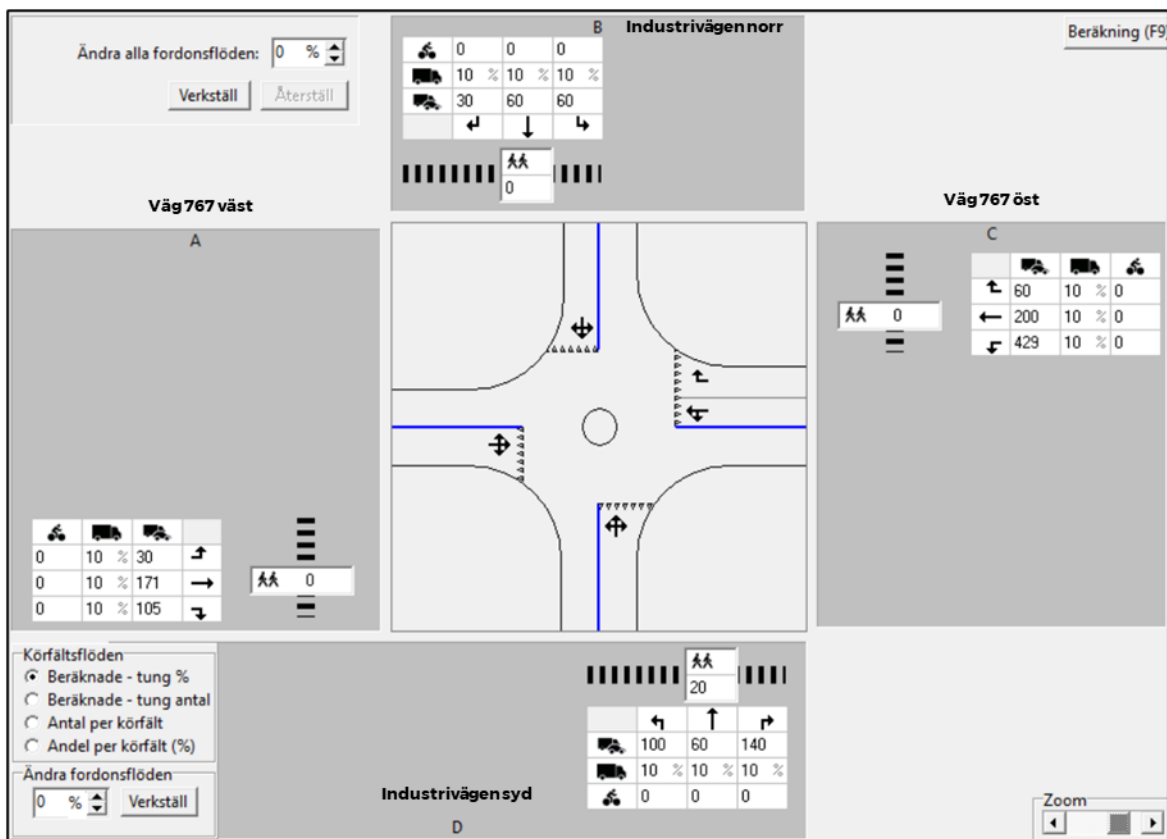 B Industrivägen norr
Beräkning (F9)
Ändra alla fordonsflöden: 0 %
Verkställ Återställ
0 0 0
10 % 10 % 10 %
30 60 60
0
Väg 767 väst
A
Väg 767 öst
C
60 10 % 0
200 10 % 0
429 10 % 0
0
0 10 % 30
0 10 % 171
0 10 % 105
0
Körfältsflöden
Beräknade - tung %
Beräknade - tung antal
Antal per körfält
Andel per körfält (%)
Ändra fordonsflöden
0 % Verkställ
20
100 60 140
10 % 10 % 10 %
0 0 0
Industrivägen syd
D
Zoom